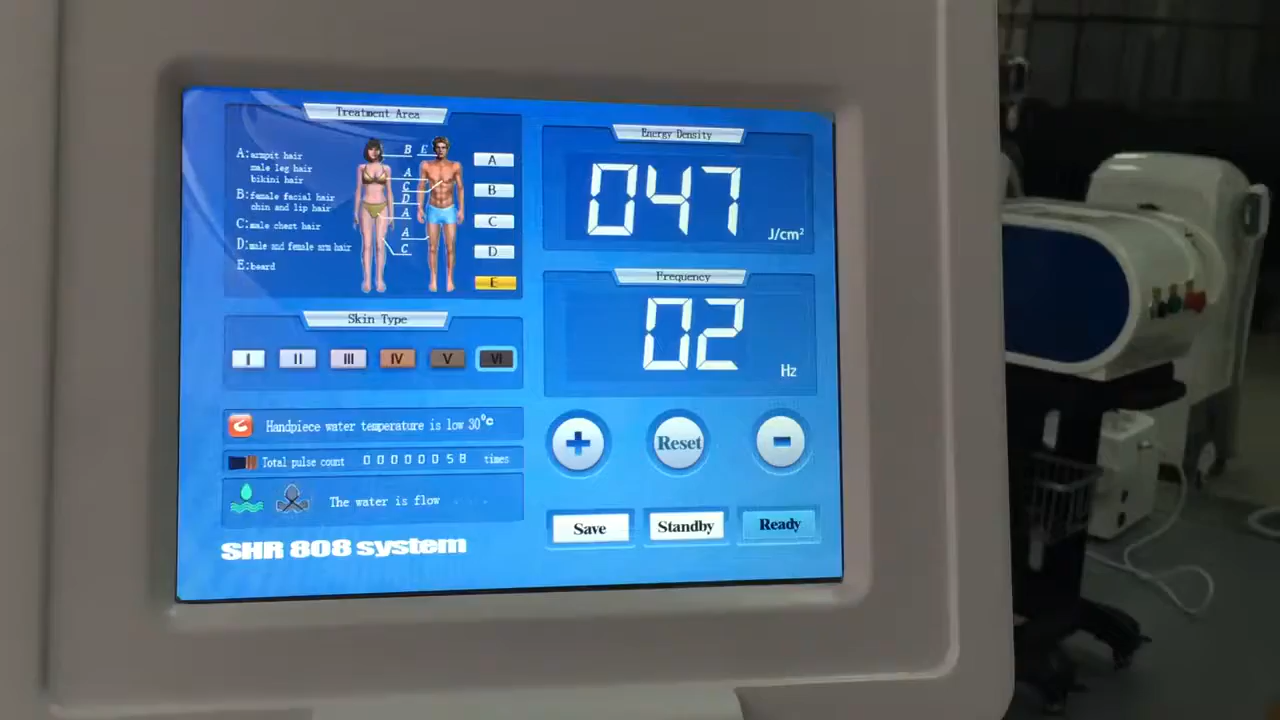 Treatment Area
A:armpit hair
male leg hair
bikini hair
B:female facial hair
chin and lip hair
C:male chest hair
D:male and female arm hair
E:beard
B E
A
C
D
A
A
C
A
B
C
D
E
Skin Type
I II III IV V VI
Handpiece water temperature is low 30°C
Total pulse count 00000058 times
The water is flow
SHR 808 system
Energy Density
047
J/cm²
Frequency
02
Hz
+ Reset -
Save Standby Ready